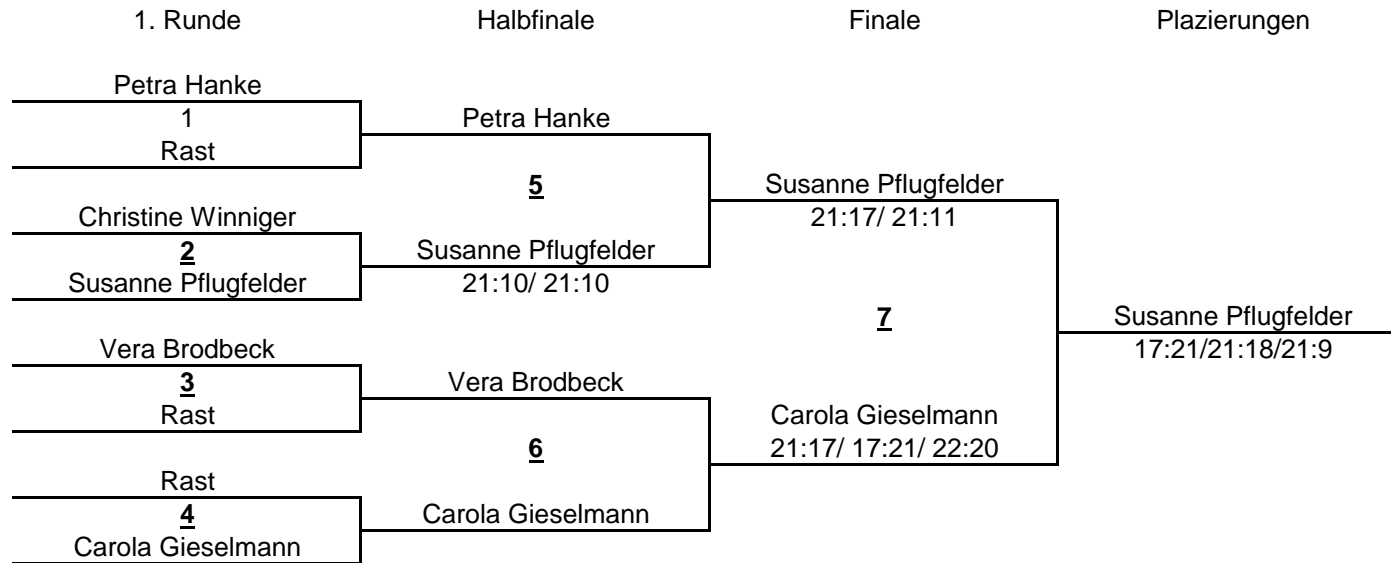 1. Runde Halbfinale Finale Plazierungen
Petra Hanke
1 Petra Hanke
Rast
5 Susanne Pflugfelder
Christine Winniger 21:17/ 21:11
2 Susanne Pflugfelder
Susanne Pflugfelder 21:10/ 21:10
7 Susanne Pflugfelder
Vera Brodbeck 17:21/21:18/21:9
3 Vera Brodbeck
Rast Carola Gieselmann
6 21:17/ 17:21/ 22:20
Rast
4 Carola Gieselmann
Carola Gieselmann